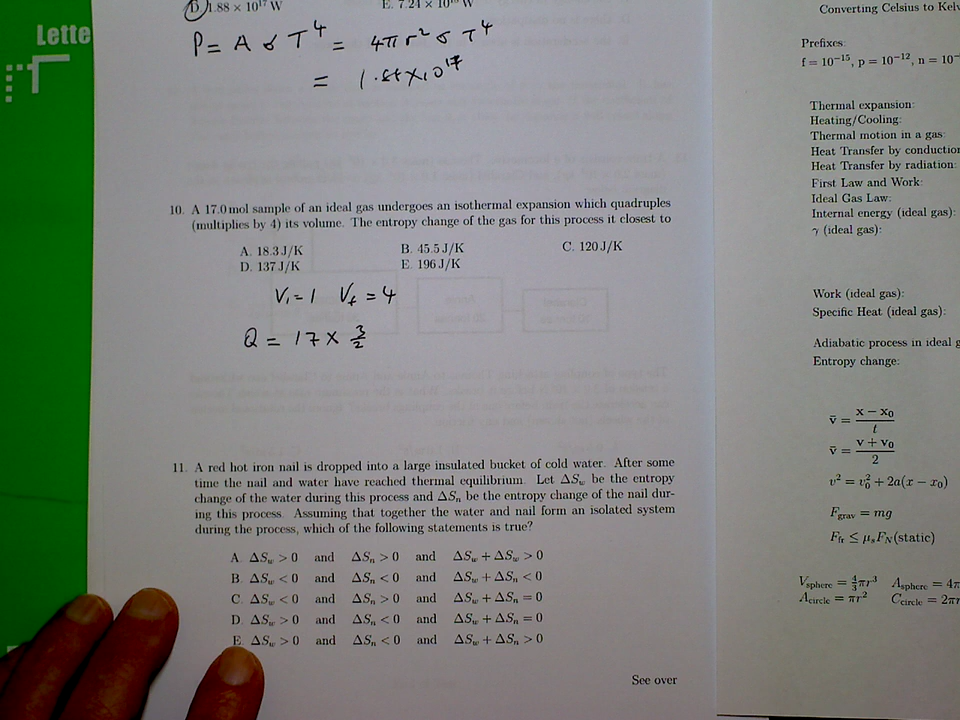 Lette
D. 1.88 × 10¹⁷ W E. 7.24 × 10 W
P = A σ T⁴ = 4πr² σ T⁴
=
10. A 17.0 mol sample of an ideal gas undergoes an isothermal expansion which quadruples
(multiplies by 4) its volume. The entropy change of the gas for this process it closest to
A. 18.3 J/K B. 45.5 J/K C. 120 J/K
D. 137 J/K E. 196 J/K
Vᵢ = 1 V_f = 4
Q = 17 × 3/2
11. A red hot iron nail is dropped into a large insulated bucket of cold water. After some
time the nail and water have reached thermal equilibrium. Let ΔS_w be the entropy
change of the water during this process and ΔS_n be the entropy change of the nail dur-
ing this process. Assuming that together the water and nail form an isolated system
during the process, which of the following statements is true?
A. ΔS_w > 0 and ΔS_n > 0 and ΔS_w + ΔS_w > 0
B. ΔS_w < 0 and ΔS_n < 0 and ΔS_w + ΔS_n < 0
C. ΔS_w < 0 and ΔS_n > 0 and ΔS_w + ΔS_n = 0
D. ΔS_w > 0 and ΔS_n < 0 and ΔS_w + ΔS_n = 0
E. ΔS_w > 0 and ΔS_n < 0 and ΔS_w + ΔS_n > 0
See over
Converting Celsius to Kelv
Prefixes:
f = 10⁻¹⁵, p = 10⁻¹², n = 10⁻
Thermal expansion:
Heating/Cooling:
Thermal motion in a gas:
Heat Transfer by conduction
Heat Transfer by radiation:
First Law and Work:
Ideal Gas Law:
Internal energy (ideal gas):
γ (ideal gas):
Work (ideal gas):
Specific Heat (ideal gas):
Adiabatic process in ideal g
Entropy change:
v̄ = (x − x₀)/t
v̄ = (v + v₀)/2
v² = v₀² + 2a(x − x₀)
F_grav = mg
F_fr ≤ μ_s F_N (static)
V_sphere = 4/3 πr³ A_sphere = 4π
A_circle = πr² C_circle = 2πr